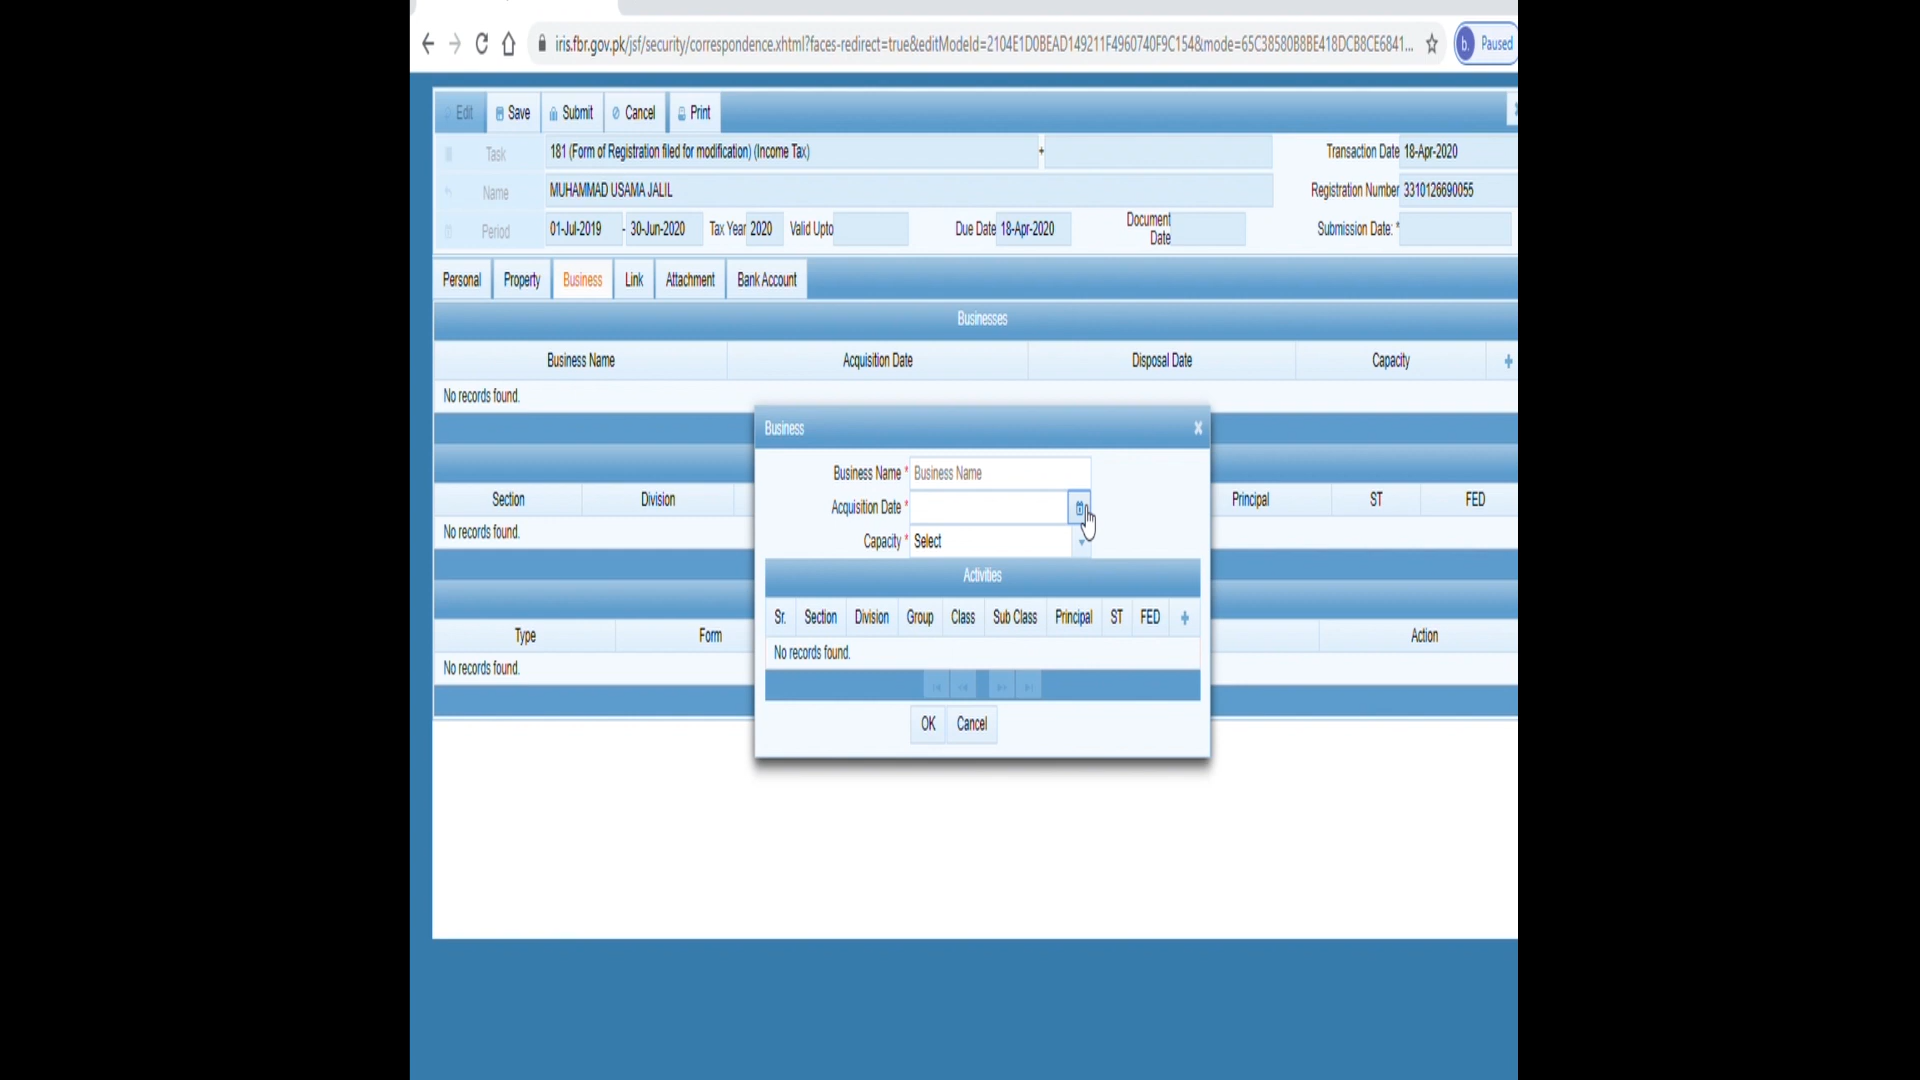 iris.fbr.gov.pk/jsf/security/correspondence.xhtml?faces-redirect=true&editModeId=2104E1D0BEAD149211F4960740F9C154&mode=65C38580B8BE418DCB8CE6841... b. Paused
Edit Save Submit Cancel Print
Task 181 (Form of Registration filed for modification) (Income Tax) + Transaction Date 18-Apr-2020
Name MUHAMMAD USAMA JALIL Registration Number 3310126690055
Period 01-Jul-2019 - 30-Jun-2020 Tax Year 2020 Valid Upto Due Date 18-Apr-2020 Document Date Submission Date: *
Personal Property Business Link Attachment Bank Account
Businesses
Business Name Acquisition Date Disposal Date Capacity +
No records found.
Business
Business Name * Business Name
Section Division Acquisition Date * Principal ST FED
No records found. Capacity * Select
Activities
Sr. Section Division Group Class Sub Class Principal ST FED +
Type Form Action
No records found. No records found.
OK Cancel